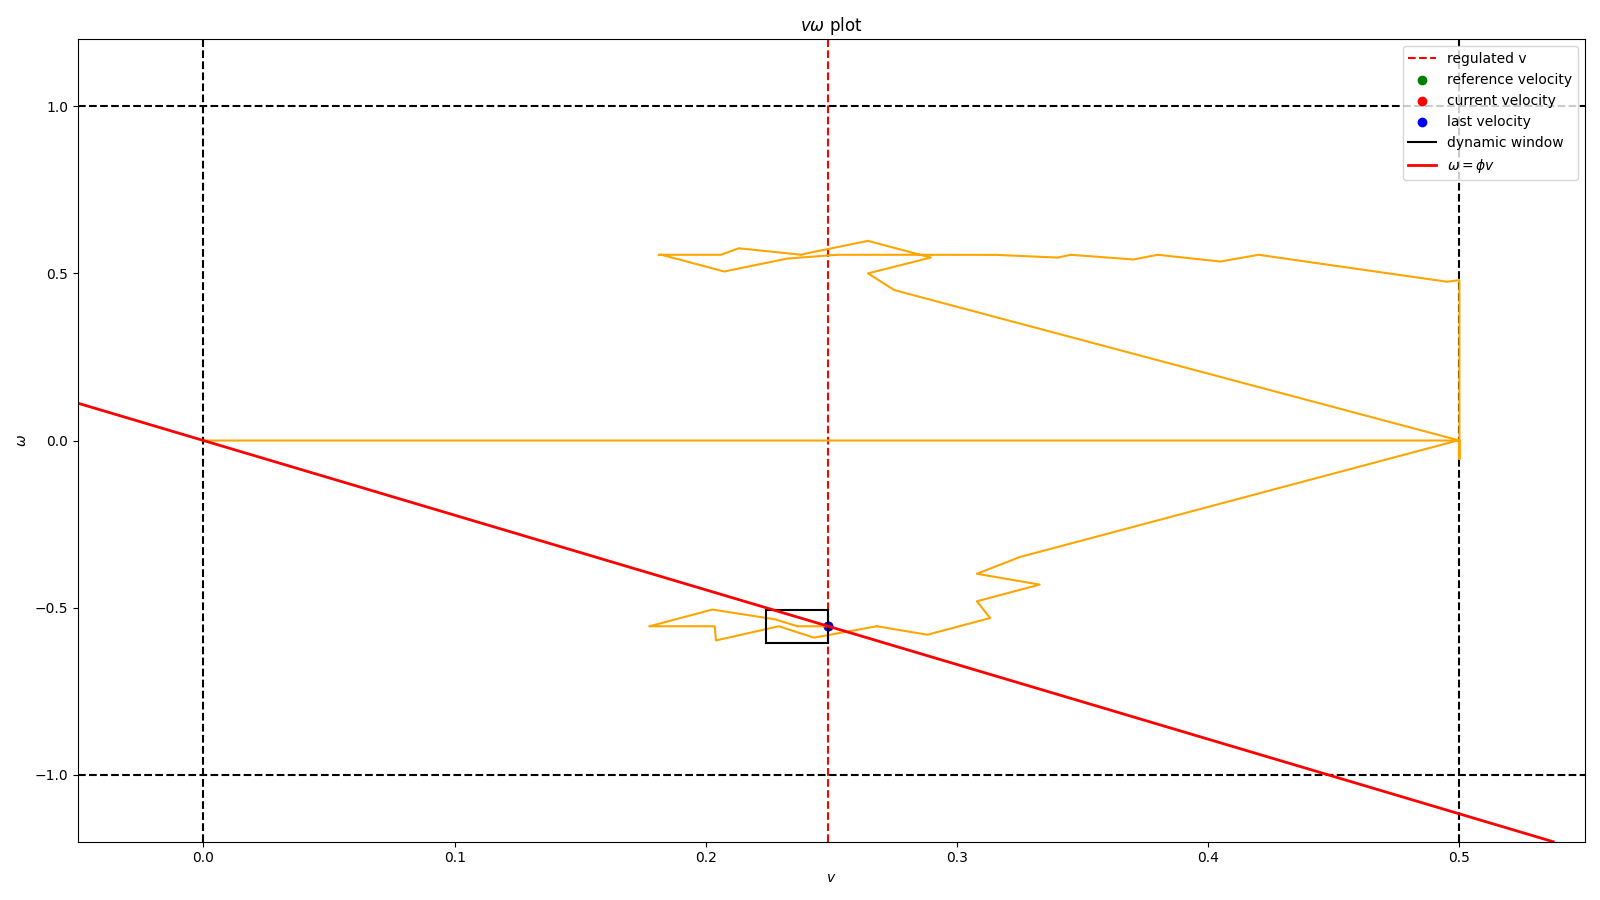 vω plot
regulated v
reference velocity
current velocity
last velocity
dynamic window
ω = ϕv
1.0
0.5
0.0
−0.5
−1.0
ω
0.0 0.1 0.2 0.3 0.4 0.5
v